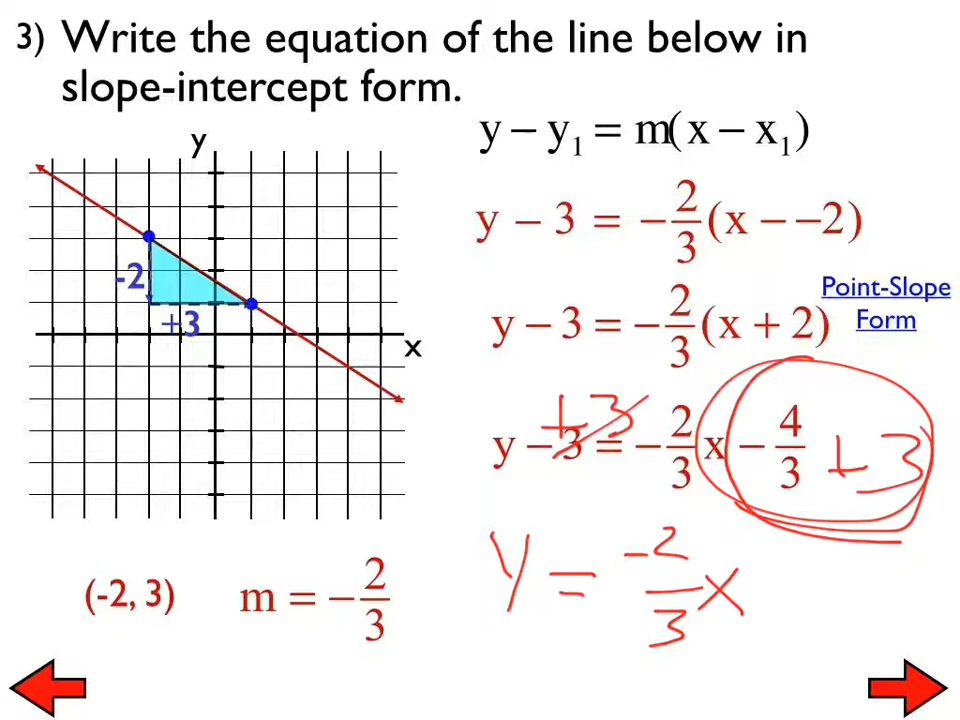 3) Write the equation of the line below in
slope-intercept form.
y
x
-2
+3
(-2, 3)
m = -2/3
y - y₁ = m(x - x₁)
y - 3 = -2/3(x - -2)
y - 3 = -2/3(x + 2)
Point-Slope
Form
+3
y - 3 = -2/3x - 4/3 +3
y = -2/3x